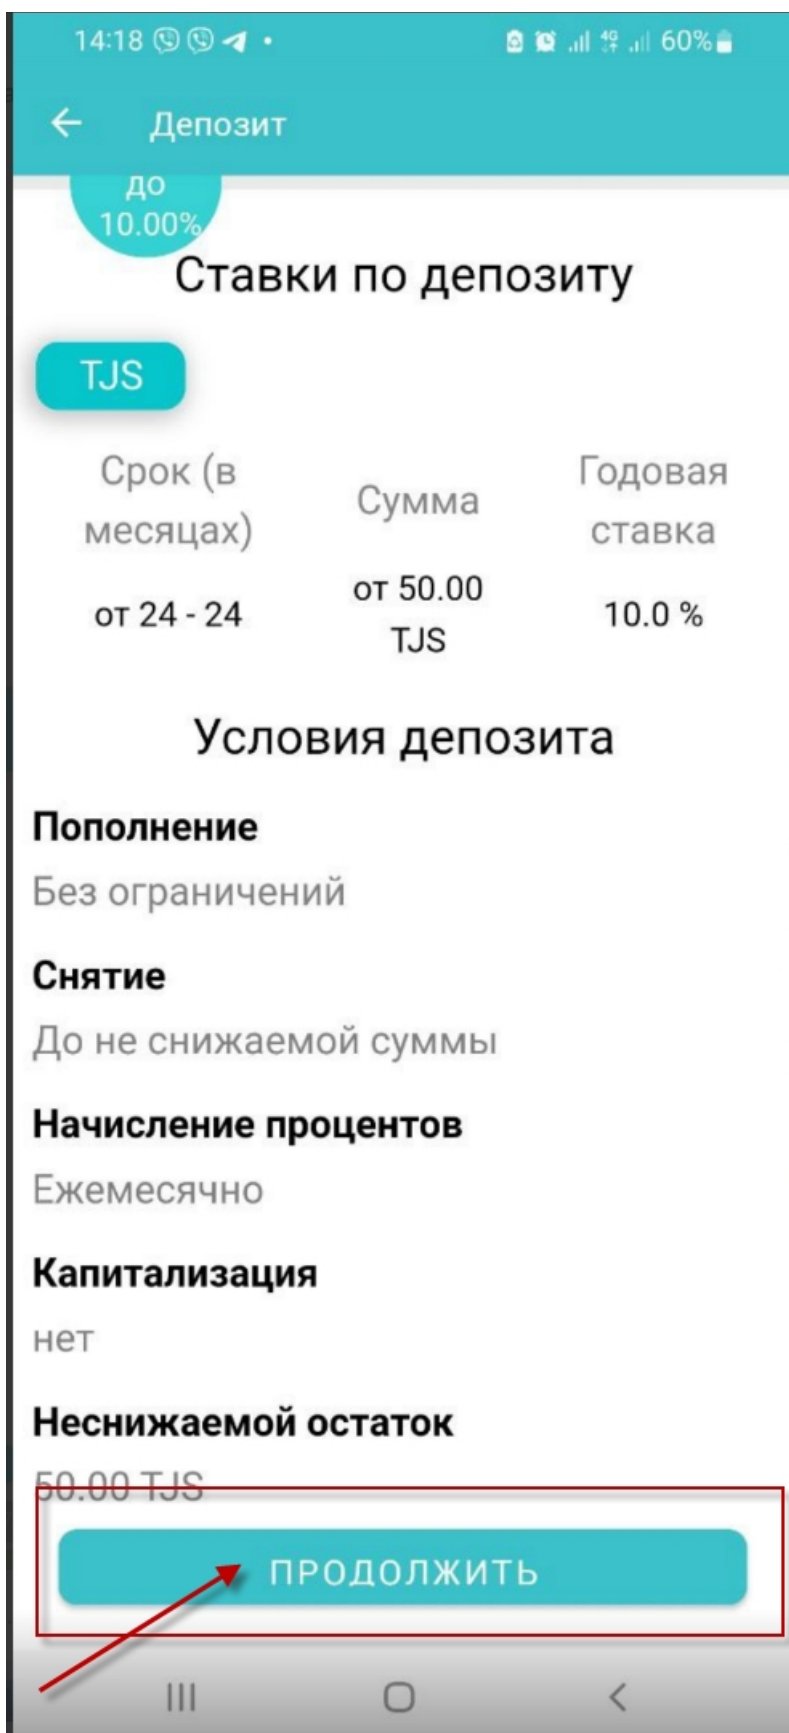 14:18 60%
4G
Депозит
до
10.00%
Ставки по депозиту
TJS
Срок (в
месяцах)
Сумма
Годовая
ставка
от 24 - 24
от 50.00
TJS
10.0 %
Условия депозита
Пополнение
Без ограничений
Снятие
До не снижаемой суммы
Начисление процентов
Ежемесячно
Капитализация
нет
Неснижаемой остаток
50.00 TJS
ПРОДОЛЖИТЬ